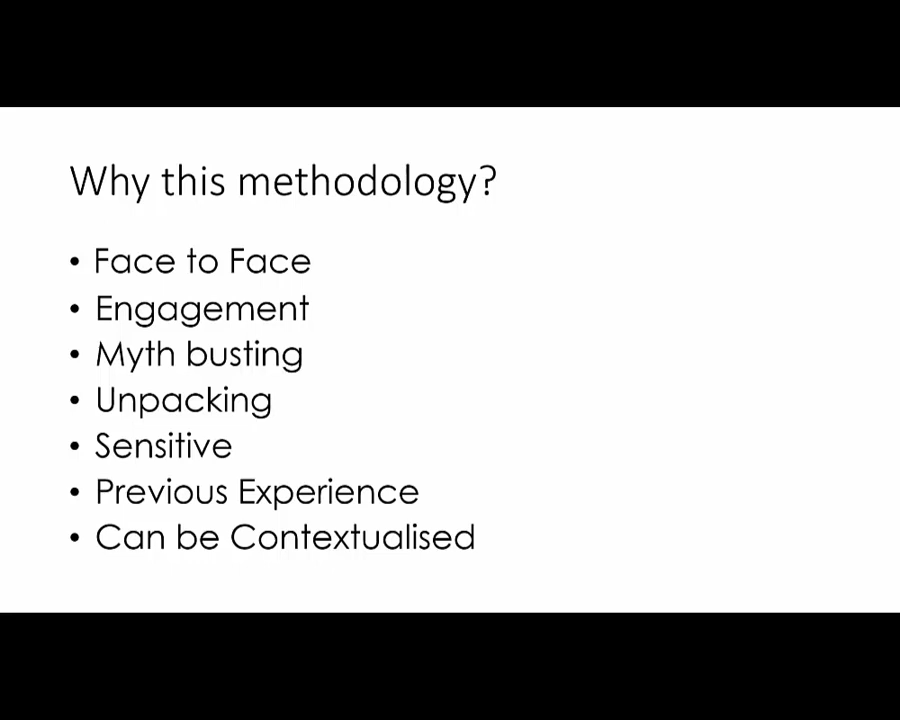 Why this methodology?
• Face to Face
• Engagement
• Myth busting
• Unpacking
• Sensitive
• Previous Experience
• Can be Contextualised